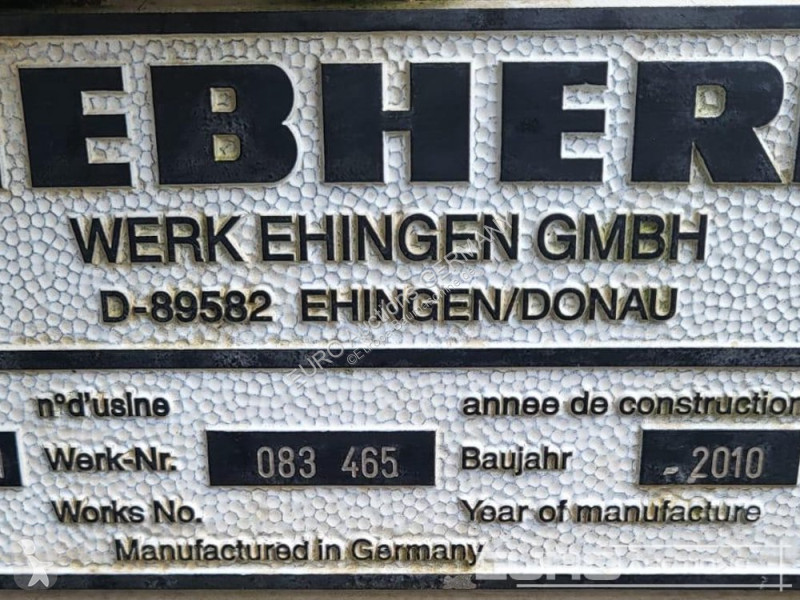 EBHER
WERK EHINGEN GMBH
D-89582 EHINGEN/DONAU
n°d'usine annee de construction
Werk-Nr. 083 465 Baujahr - 2010
Works No. Year of manufacture
Manufactured in Germany
EURO